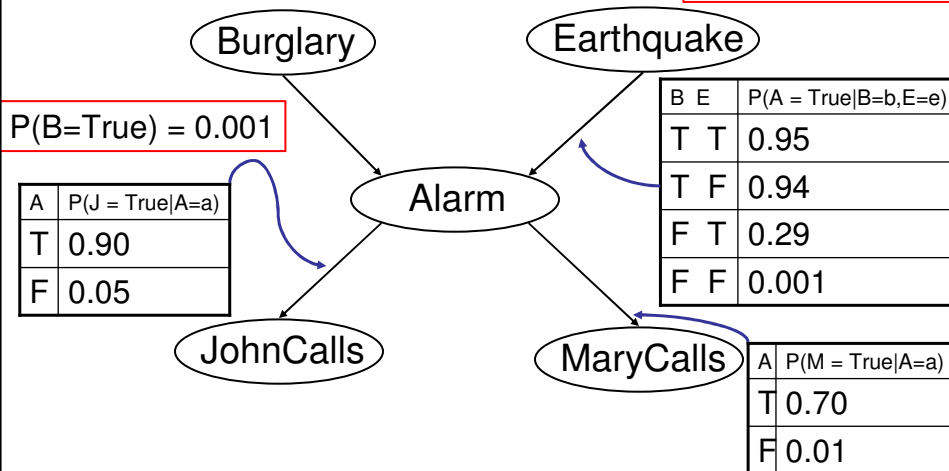 Burglary
Earthquake
P(B=True) = 0.001
B E P(A = True|B=b,E=e)
T T 0.95
T F 0.94
F T 0.29
F F 0.001
Alarm
A P(J = True|A=a)
T 0.90
F 0.05
JohnCalls
MaryCalls
A P(M = True|A=a)
T 0.70
F 0.01